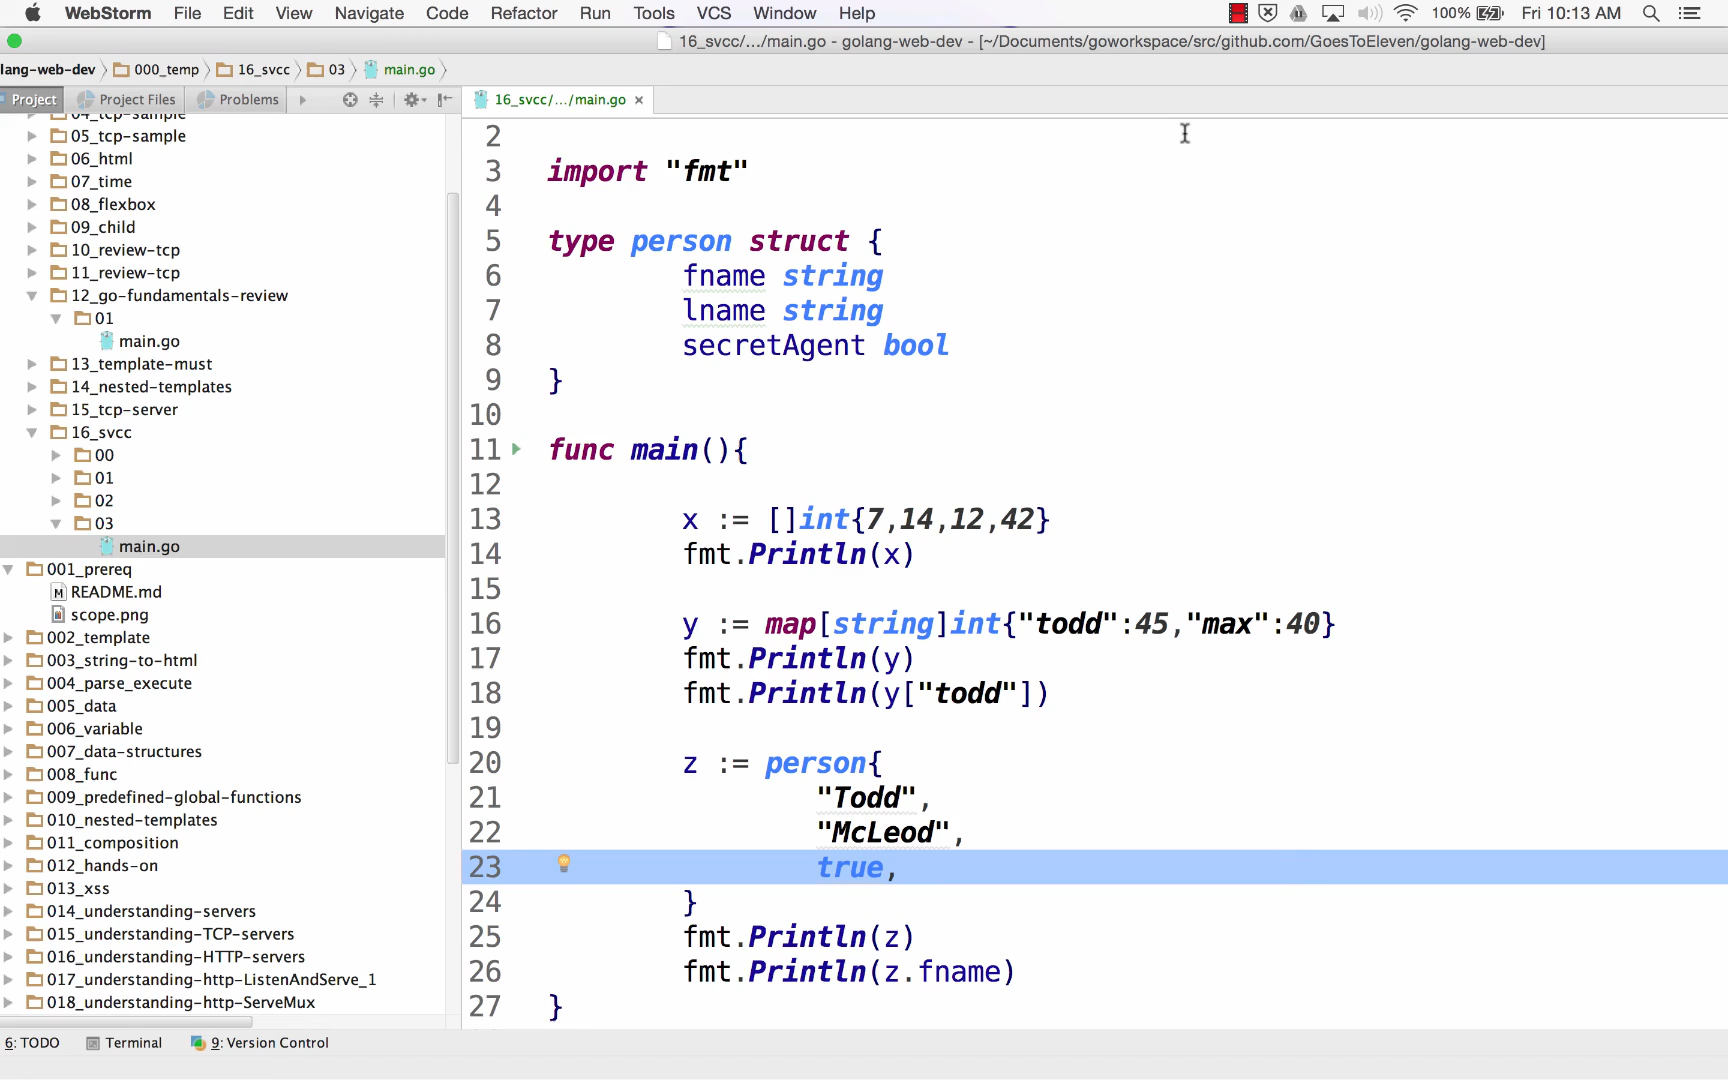 WebStorm File Edit View Navigate Code Refactor Run Tools VCS Window Help 100% Fri 10:13 AM
16_svcc/.../main.go - golang-web-dev - [~/Documents/goworkspace/src/github.com/GoesToEleven/golang-web-dev]
lang-web-dev 000_temp 16_svcc 03 main.go
Project Project Files Problems 16_svcc/.../main.go
04_tcp-sample
05_tcp-sample
06_html
07_time
08_flexbox
09_child
10_review-tcp
11_review-tcp
12_go-fundamentals-review
01
main.go
13_template-must
14_nested-templates
15_tcp-server
16_svcc
00
01
02
03
main.go
001_prereq
README.md
scope.png
002_template
003_string-to-html
004_parse_execute
005_data
006_variable
007_data-structures
008_func
009_predefined-global-functions
010_nested-templates
011_composition
012_hands-on
013_xss
014_understanding-servers
015_understanding-TCP-servers
016_understanding-HTTP-servers
017_understanding-http-ListenAndServe_1
018_understanding-http-ServeMux
2
3 import "fmt"
4
5 type person struct {
6 fname string
7 lname string
8 secretAgent bool
9 }
10
11 func main(){
12
13 x := []int{7,14,12,42}
14 fmt.Println(x)
15
16 y := map[string]int{"todd":45,"max":40}
17 fmt.Println(y)
18 fmt.Println(y["todd"])
19
20 z := person{
21 "Todd",
22 "McLeod",
23 true,
24 }
25 fmt.Println(z)
26 fmt.Println(z.fname)
27 }
6: TODO Terminal 9: Version Control